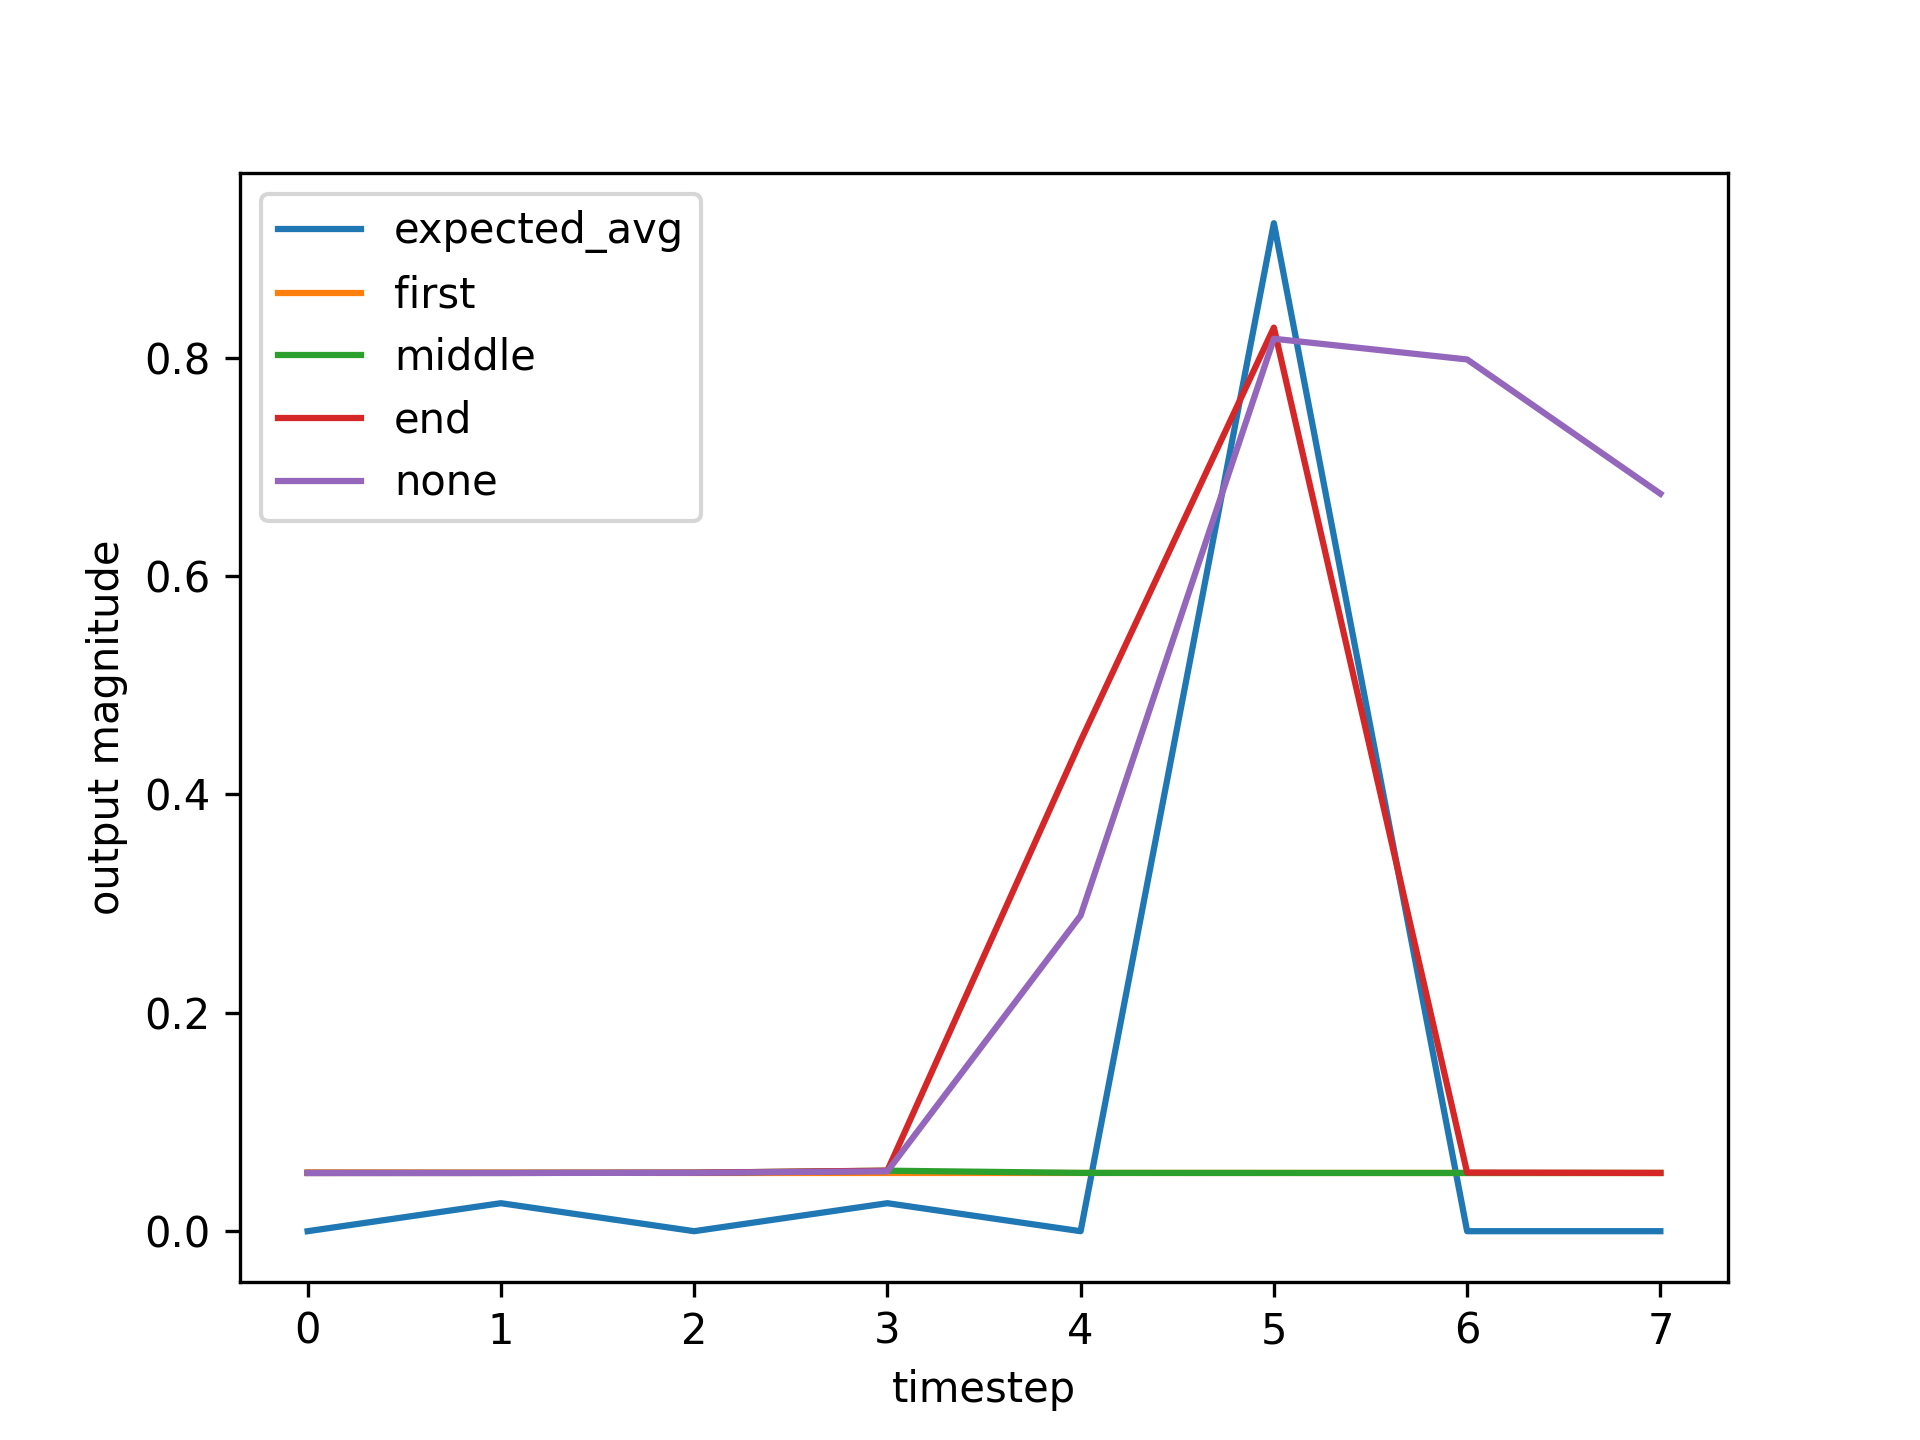 expected_avg
first
middle
end
none
output magnitude
0.8
0.6
0.4
0.2
0.0
0 1 2 3 4 5 6 7
timestep